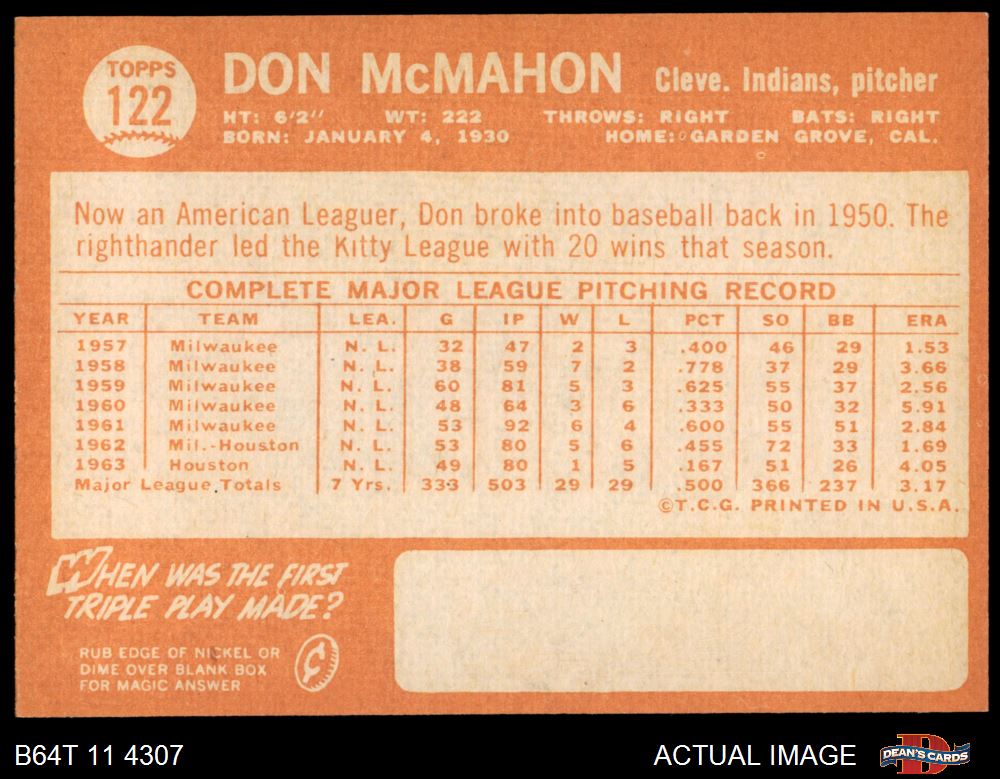 TOPPS
122
DON McMAHON Cleve. Indians, pitcher
HT: 6'2" WT: 222 THROWS: RIGHT BATS: RIGHT
BORN: JANUARY 4, 1930 HOME: GARDEN GROVE, CAL.
Now an American Leaguer, Don broke into baseball back in 1950. The
righthander led the Kitty League with 20 wins that season.
COMPLETE MAJOR LEAGUE PITCHING RECORD
YEAR TEAM LEA. G IP W L PCT SO BB ERA
1957 Milwaukee N. L. 32 47 2 3 .400 46 29 1.53
1958 Milwaukee N. L. 38 59 7 2 .778 37 29 3.66
1959 Milwaukee N. L. 60 81 5 3 .625 55 37 2.56
1960 Milwaukee N. L. 48 64 3 6 .333 50 32 5.91
1961 Milwaukee N. L. 53 92 6 4 .600 55 51 2.84
1962 Mil.-Houston N. L. 53 80 5 6 .455 72 33 1.69
1963 Houston N. L. 49 80 1 5 .167 51 26 4.05
Major League Totals 7 Yrs. 333 503 29 29 .500 366 237 3.17
©T.C.G. PRINTED IN U.S.A.
WHEN WAS THE FIRST
TRIPLE PLAY MADE?
RUB EDGE OF NICKEL OR
DIME OVER BLANK BOX
FOR MAGIC ANSWER
¢
B64T 11 4307 ACTUAL IMAGE DEAN'S CARDS